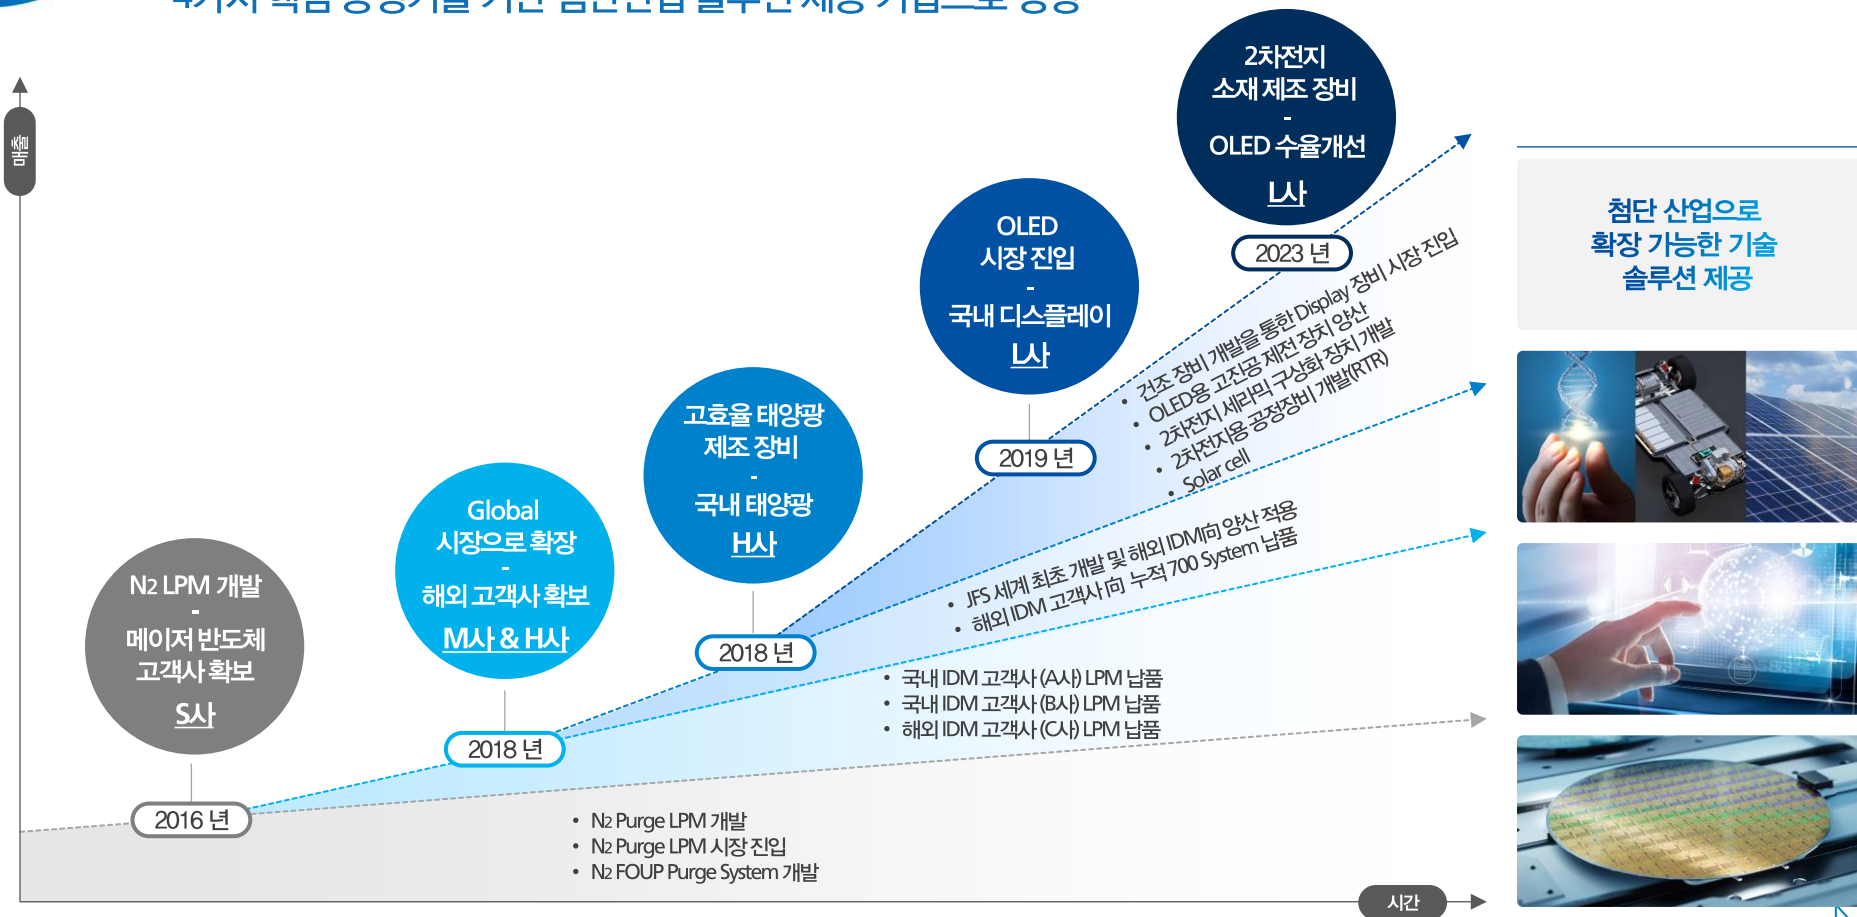 매출
2차전지
소재 제조 장비
-
OLED 수율개선
L사
2023 년
OLED
시장 진입
-
국내 디스플레이
L사
2019 년
고효율 태양광
제조 장비
-
국내 태양광
H사
2018 년
Global
시장으로 확장
-
해외 고객사 확보
M사 & H사
2018 년
N2 LPM 개발
-
메이저 반도체
고객사 확보
S사
2016 년
• 건조 장비 개발을 통한 Display 장비 시장 진입
• OLED용 고진공 제전 장치 양산
• 2차전지 세라믹 구상화 장치 개발
• 2차전지용 공정장비 개발(RTR)
• Solar cell
• JFS 세계 최초 개발 및 해외 IDM向 양산 적용
• 해외 IDM 고객사 向 누적 700 System 납품
• 국내 IDM 고객사 (A사) LPM 납품
• 국내 IDM 고객사 (B사) LPM 납품
• 해외 IDM 고객사 (C사) LPM 납품
• N2 Purge LPM 개발
• N2 Purge LPM 시장 진입
• N2 FOUP Purge System 개발
시간
첨단 산업으로
확장 가능한 기술
솔루션 제공